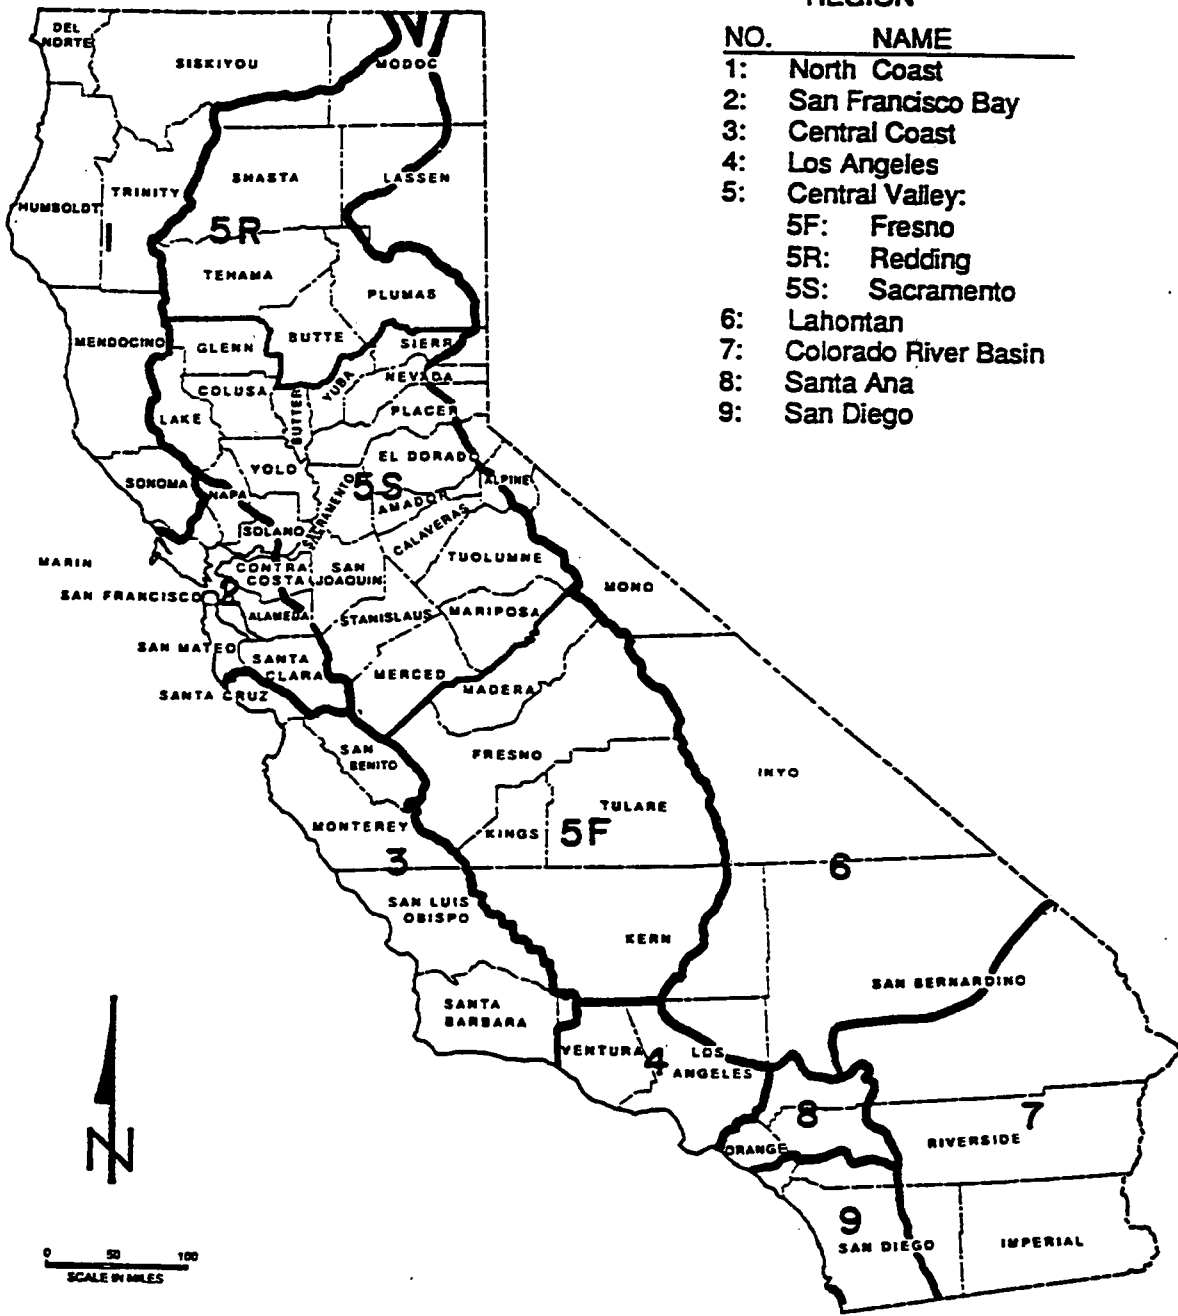 REGION
NO. NAME
1: North Coast
2: San Francisco Bay
3: Central Coast
4: Los Angeles
5: Central Valley:
5F: Fresno
5R: Redding
5S: Sacramento
6: Lahontan
7: Colorado River Basin
8: Santa Ana
9: San Diego
DEL
NORTE
SISKIYOU
MODOC
TRINITY
SHASTA
LASSEN
HUMBOLDT
1
5R
TEHAMA
PLUMAS
MENDOCINO
GLENN
BUTTE
SIERR
COLUSA
YUBA
NEVADA
LAKE
SUTTER
PLACER
YOLO
EL DORADO
SONOMA
NAPA
5S
ALPINE
SACRAMENTO
AMADOR
SOLANO
CALAVERAS
MARIN
CONTRA
COSTA
SAN
JOAQUIN
TUOLUMNE
MONO
SAN FRANCISCO
2
ALAMEDA
STANISLAUS
MARIPOSA
SAN MATEO
SANTA
CLARA
MERCED
MADERA
SANTA CRUZ
SAN
BENITO
FRESNO
INYO
MONTEREY
KINGS
TULARE
5F
3
6
SAN LUIS
OBISPO
KERN
SAN BERNARDINO
SANTA
BARBARA
VENTURA
4
LOS
ANGELES
8
7
ORANGE
RIVERSIDE
9
SAN DIEGO
IMPERIAL
N
0 50 100
SCALE IN MILES